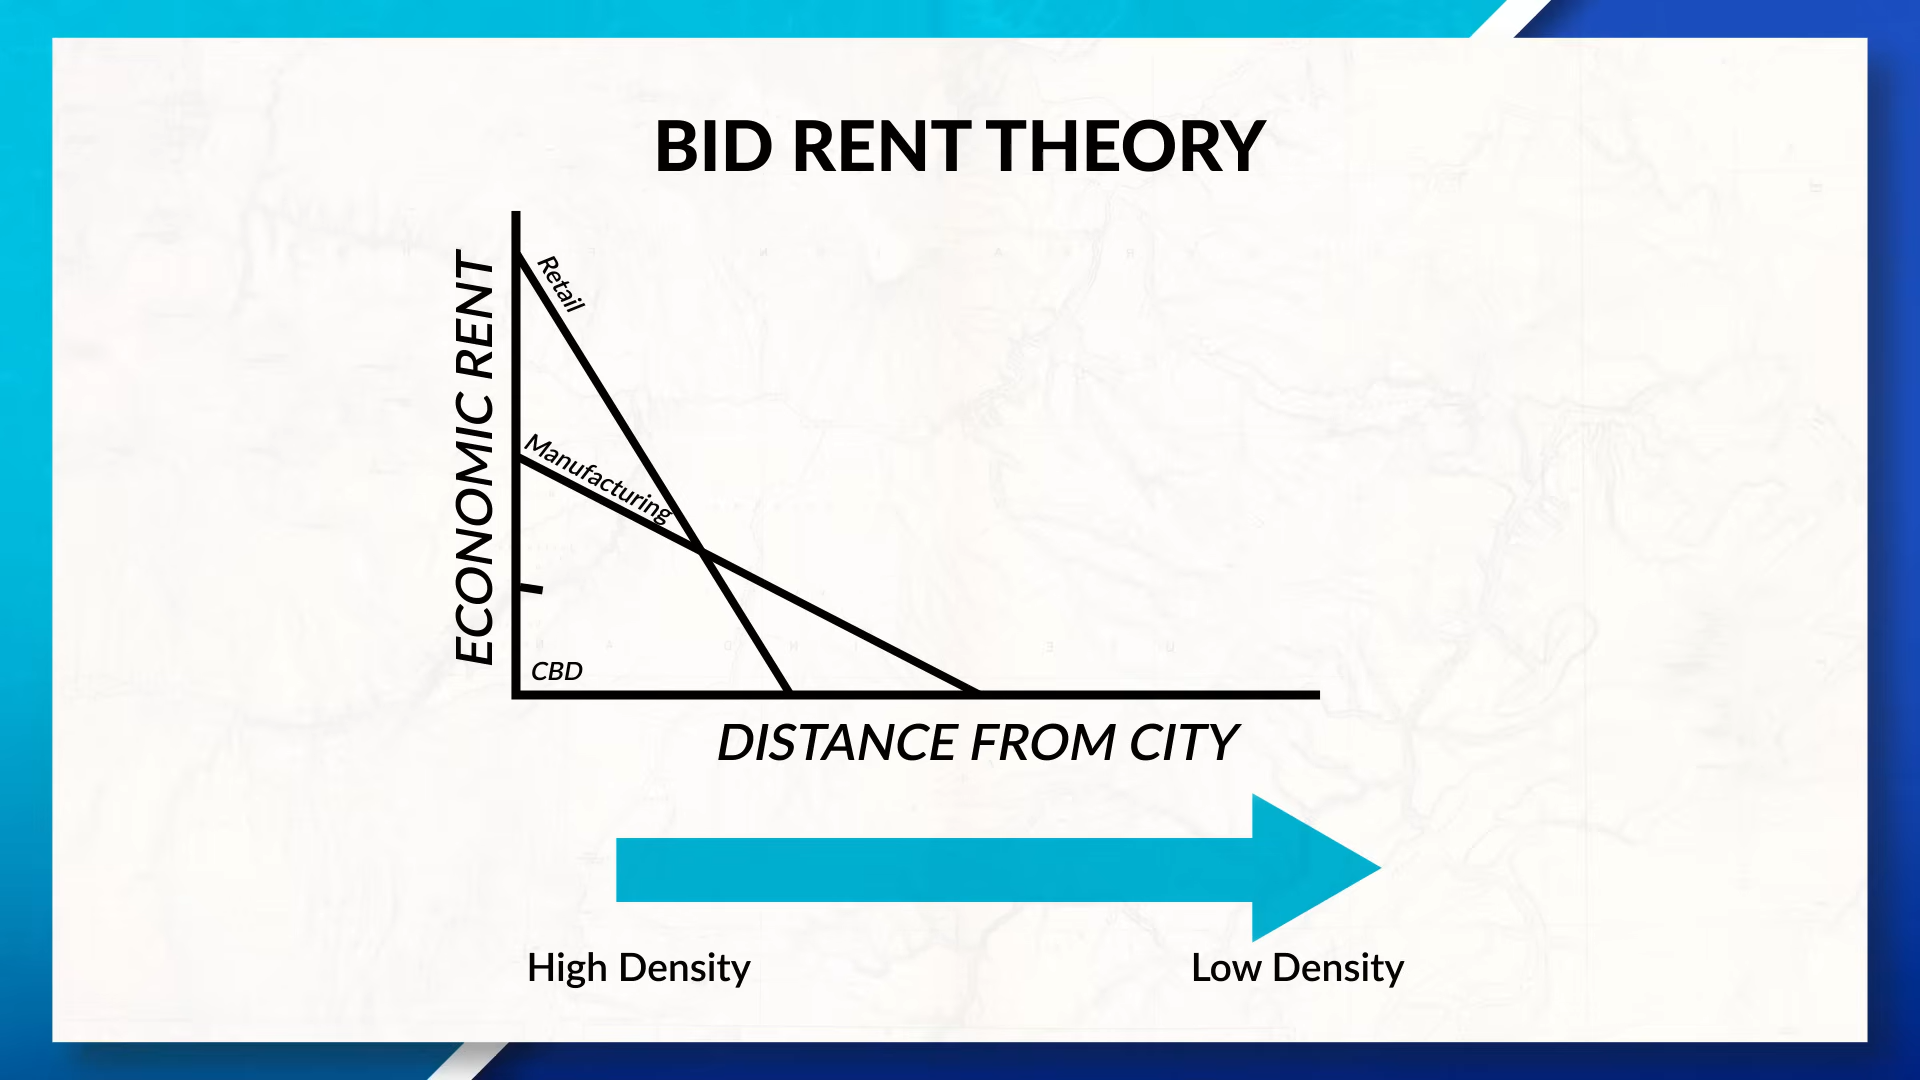 BID RENT THEORY
ECONOMIC RENT
Retail
Manufacturing
CBD
DISTANCE FROM CITY
High Density
Low Density